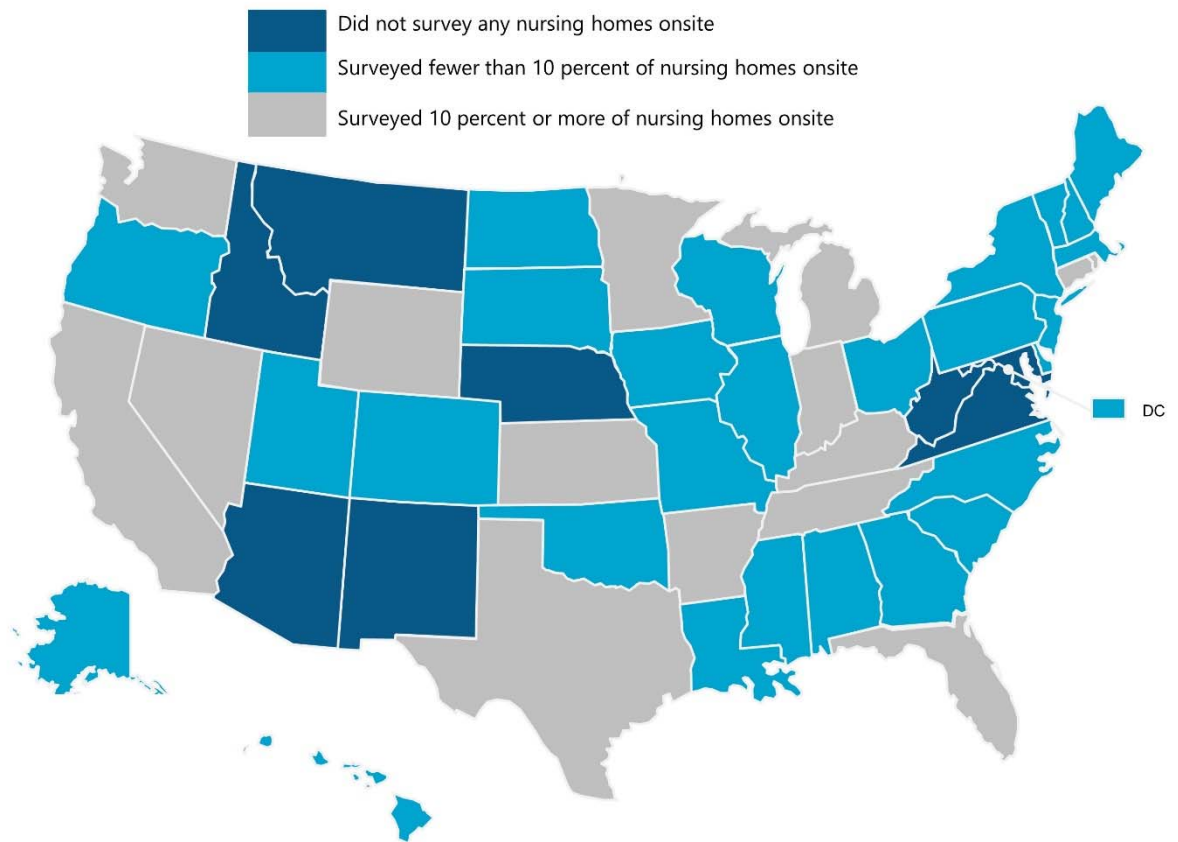 Did not survey any nursing homes onsite
Surveyed fewer than 10 percent of nursing homes onsite
Surveyed 10 percent or more of nursing homes onsite
DC